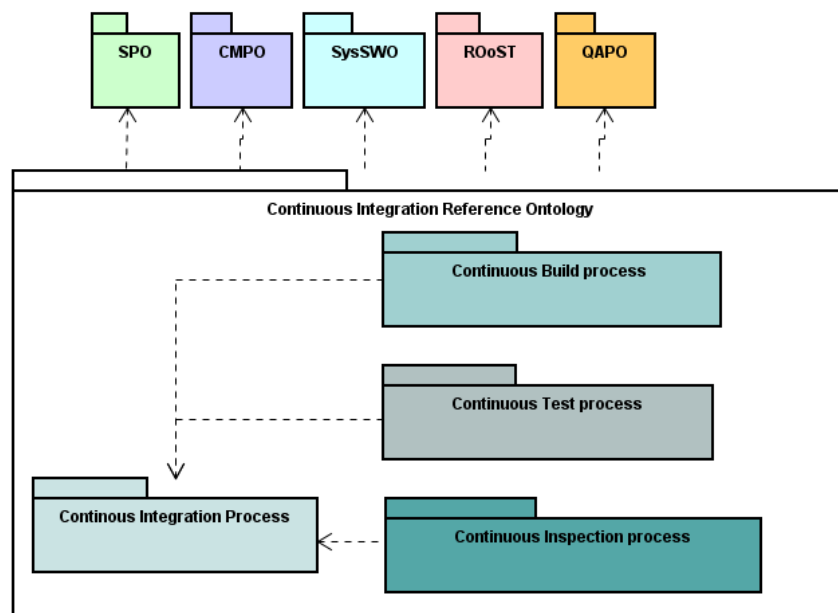 SPO
CMPO
SysSWO
ROoST
QAPO
Continuous Integration Reference Ontology
Continuous Build process
Continuous Test process
Continous Integration Process
Continuous Inspection process